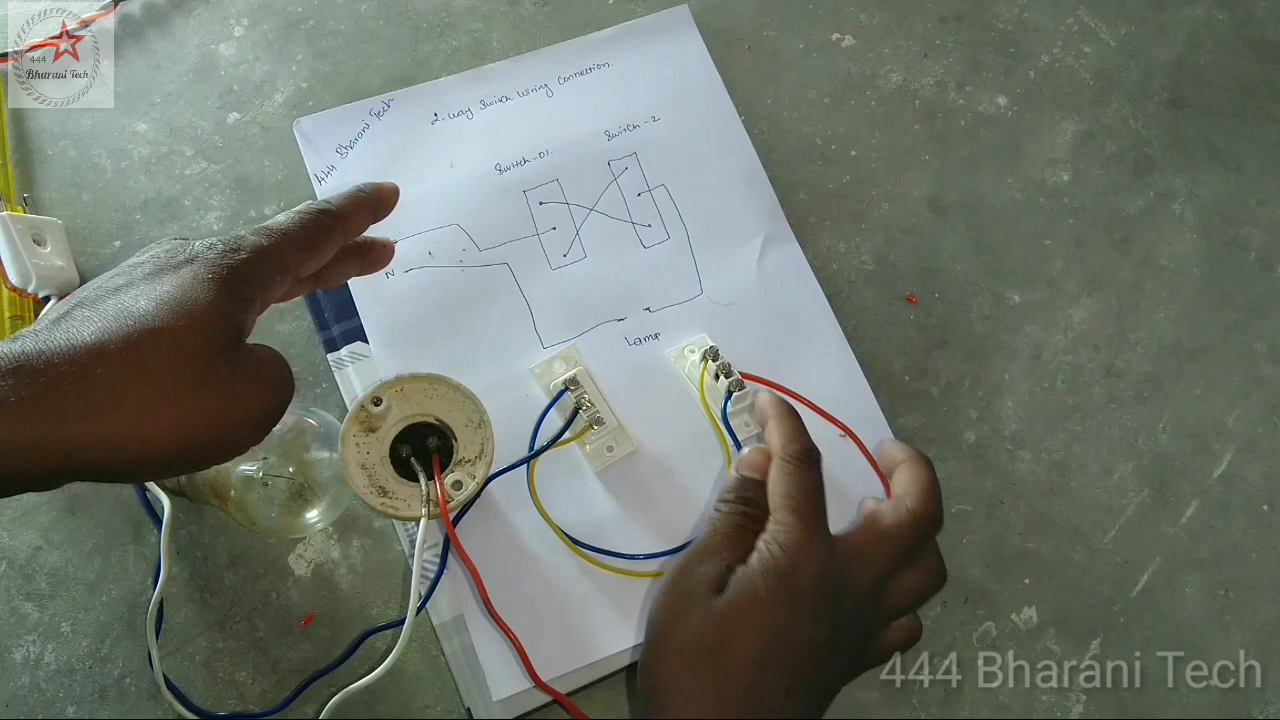 444
Bharani Tech
444 Bharani Tech
2-way Switch Wiring Connection.
Switch-01.
Switch-2
N
Lamp
444 Bharani Tech